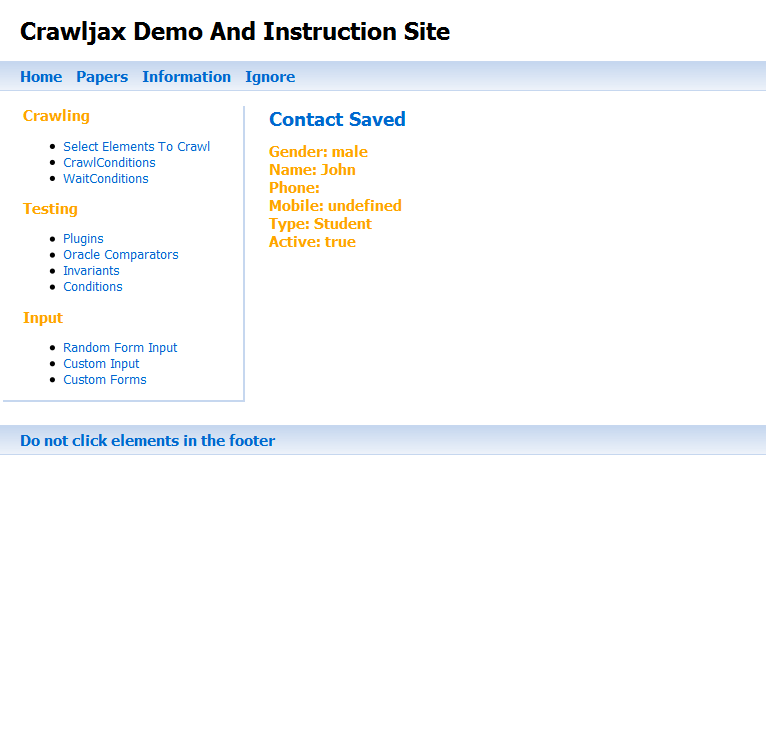 Crawljax Demo And Instruction Site
Home Papers Information Ignore
Crawling
Select Elements To Crawl
CrawlConditions
WaitConditions
Testing
Plugins
Oracle Comparators
Invariants
Conditions
Input
Random Form Input
Custom Input
Custom Forms
Contact Saved
Gender: male
Name: John
Phone:
Mobile: undefined
Type: Student
Active: true
Do not click elements in the footer